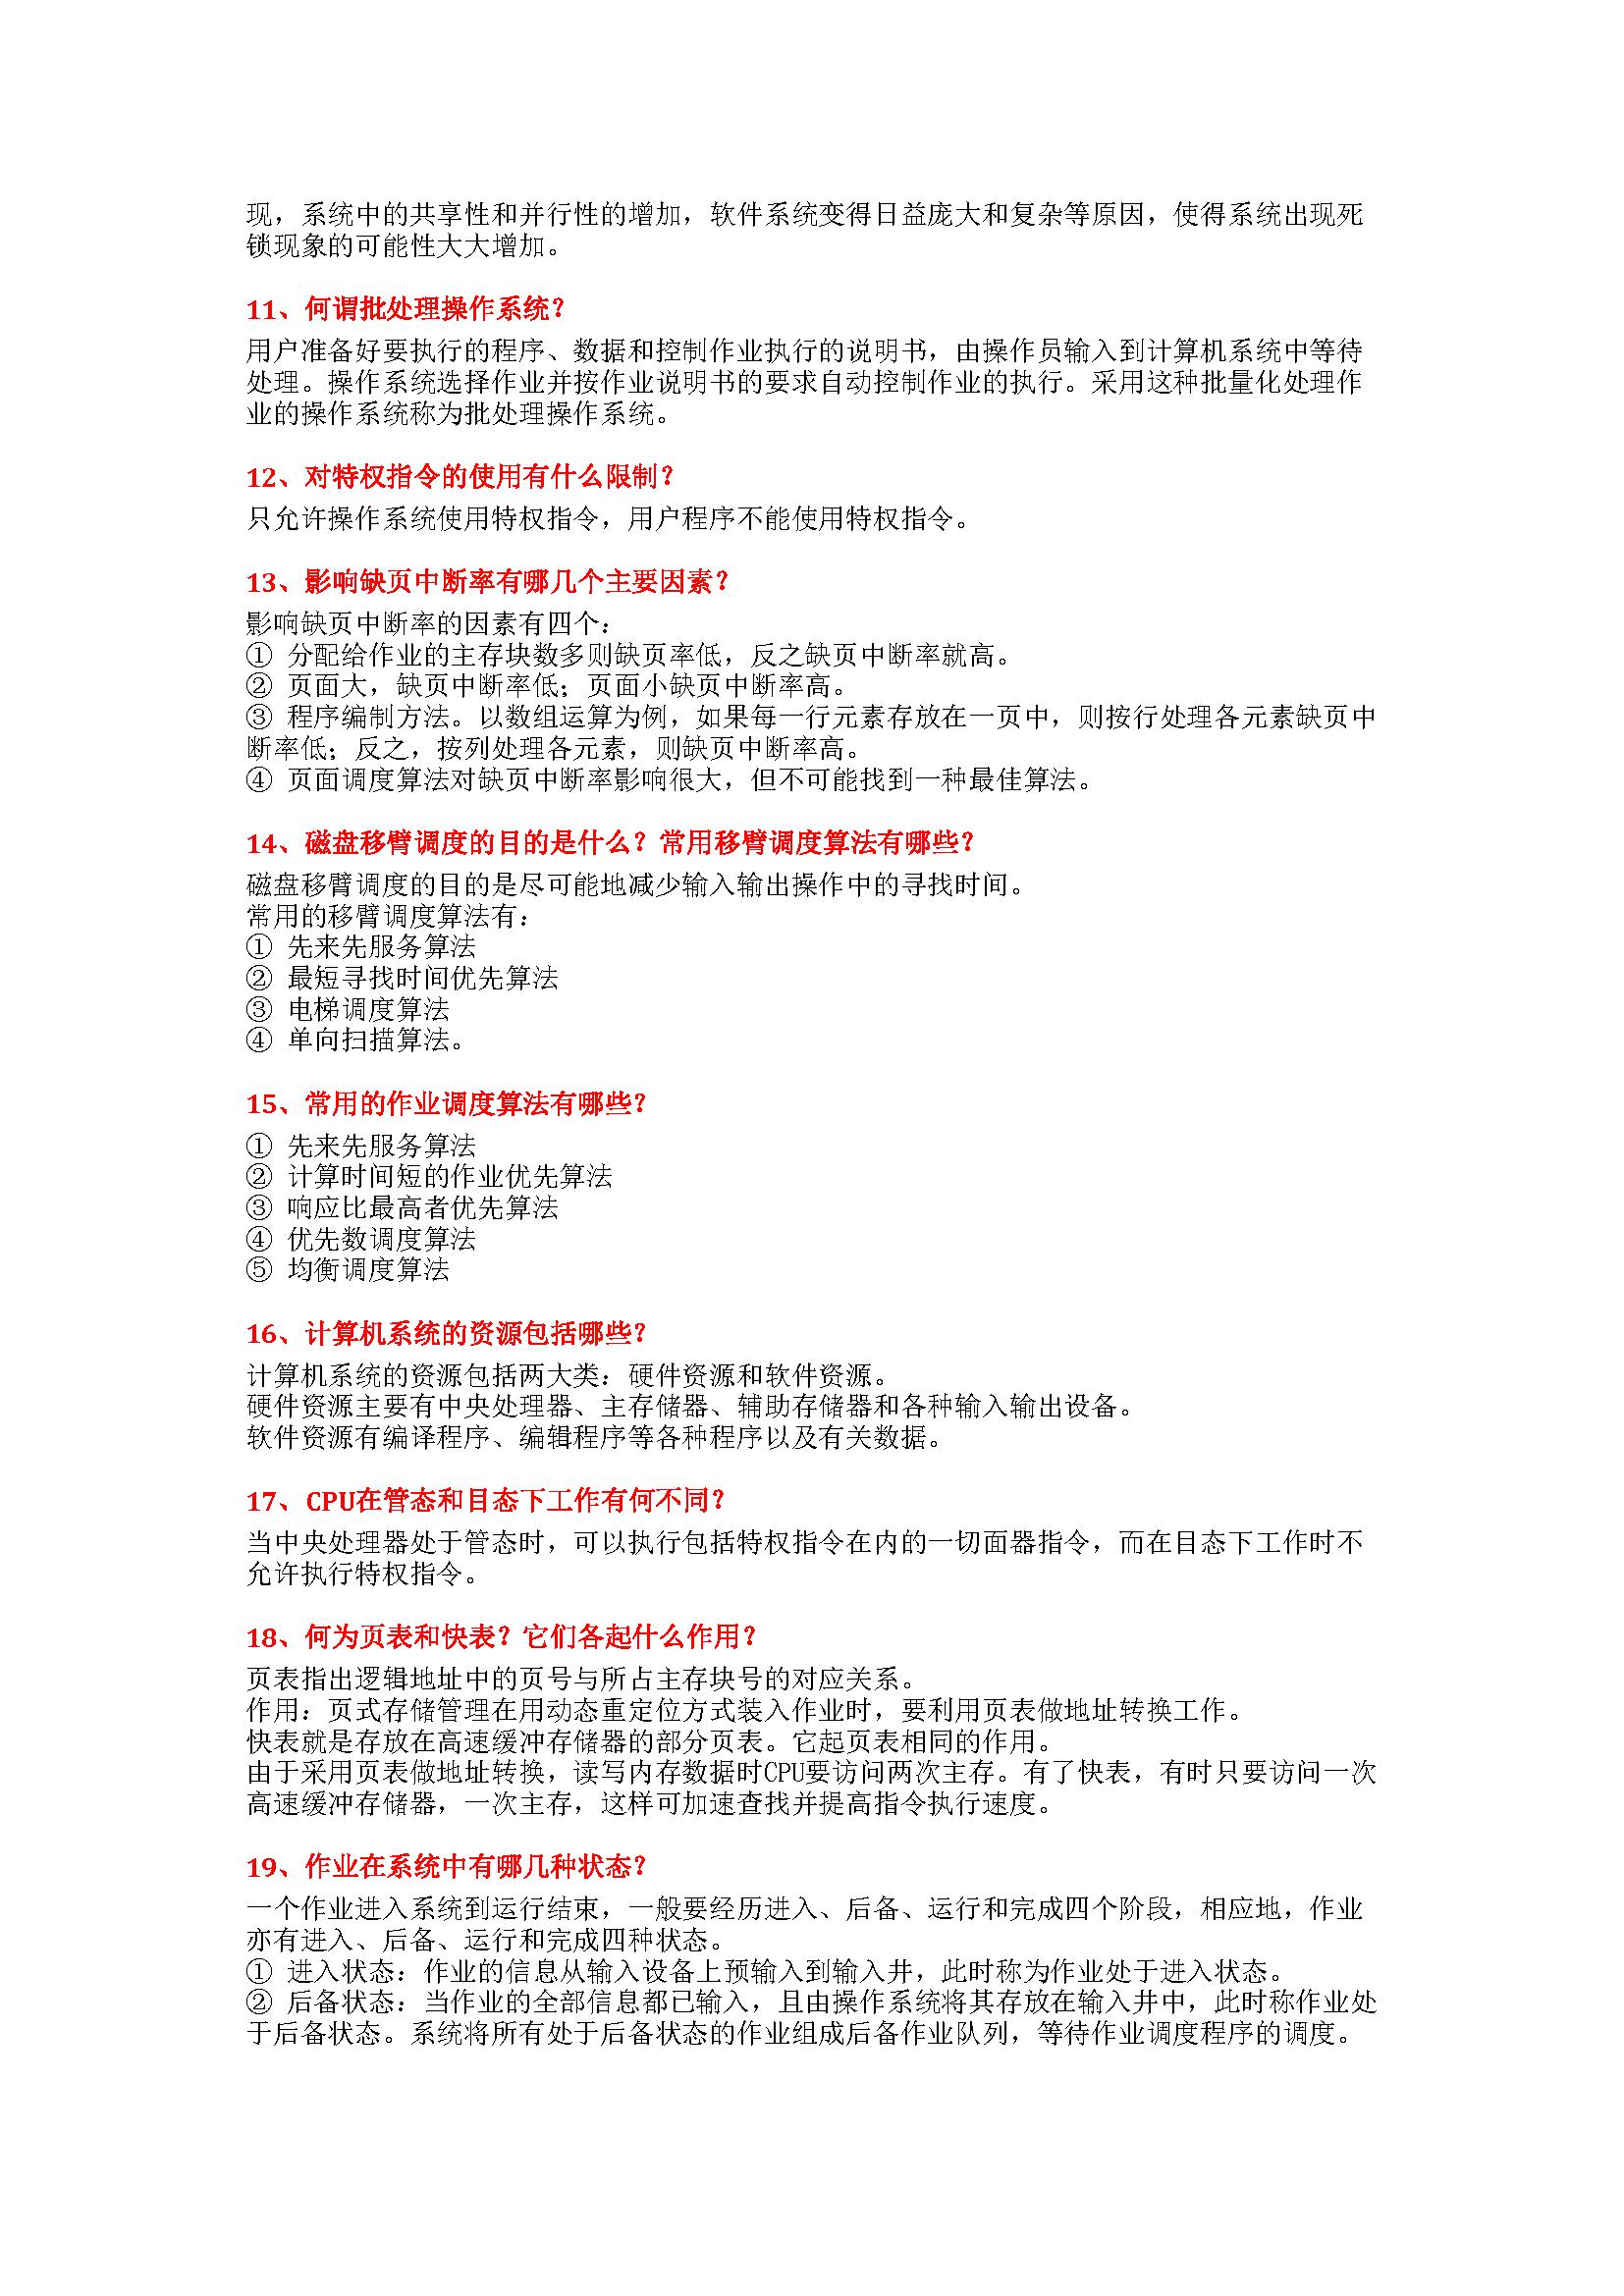 现，系统中的共享性和并行性的增加，软件系统变得日益庞大和复杂等原因，使得系统出现死
锁现象的可能性大大增加。
11、何谓批处理操作系统？
用户准备好要执行的程序、数据和控制作业执行的说明书，由操作员输入到计算机系统中等待
处理。操作系统选择作业并按作业说明书的要求自动控制作业的执行。采用这种批量化处理作
业的操作系统称为批处理操作系统。
12、对特权指令的使用有什么限制？
只允许操作系统使用特权指令，用户程序不能使用特权指令。
13、影响缺页中断率有哪几个主要因素？
影响缺页中断率的因素有四个：
① 分配给作业的主存块数多则缺页率低，反之缺页中断率就高。
② 页面大，缺页中断率低；页面小缺页中断率高。
③ 程序编制方法。以数组运算为例，如果每一行元素存放在一页中，则按行处理各元素缺页中
断率低；反之，按列处理各元素，则缺页中断率高。
④ 页面调度算法对缺页中断率影响很大，但不可能找到一种最佳算法。
14、磁盘移臂调度的目的是什么？常用移臂调度算法有哪些？
磁盘移臂调度的目的是尽可能地减少输入输出操作中的寻找时间。
常用的移臂调度算法有：
① 先来先服务算法
② 最短寻找时间优先算法
③ 电梯调度算法
④ 单向扫描算法。
15、常用的作业调度算法有哪些？
① 先来先服务算法
② 计算时间短的作业优先算法
③ 响应比最高者优先算法
④ 优先数调度算法
⑤ 均衡调度算法
16、计算机系统的资源包括哪些？
计算机系统的资源包括两大类：硬件资源和软件资源。
硬件资源主要有中央处理器、主存储器、辅助存储器和各种输入输出设备。
软件资源有编译程序、编辑程序等各种程序以及有关数据。
17、CPU在管态和目态下工作有何不同？
当中央处理器处于管态时，可以执行包括特权指令在内的一切面器指令，而在目态下工作时不
允许执行特权指令。
18、何为页表和快表？它们各起什么作用？
页表指出逻辑地址中的页号与所占主存块号的对应关系。
作用：页式存储管理在用动态重定位方式装入作业时，要利用页表做地址转换工作。
快表就是存放在高速缓冲存储器的部分页表。它起页表相同的作用。
由于采用页表做地址转换，读写内存数据时CPU要访问两次主存。有了快表，有时只要访问一次
高速缓冲存储器，一次主存，这样可加速查找并提高指令执行速度。
19、作业在系统中有哪几种状态？
一个作业进入系统到运行结束，一般要经历进入、后备、运行和完成四个阶段，相应地，作业
亦有进入、后备、运行和完成四种状态。
① 进入状态：作业的信息从输入设备上预输入到输入井，此时称为作业处于进入状态。
② 后备状态：当作业的全部信息都已输入，且由操作系统将其存放在输入井中，此时称作业处
于后备状态。系统将所有处于后备状态的作业组成后备作业队列，等待作业调度程序的调度。